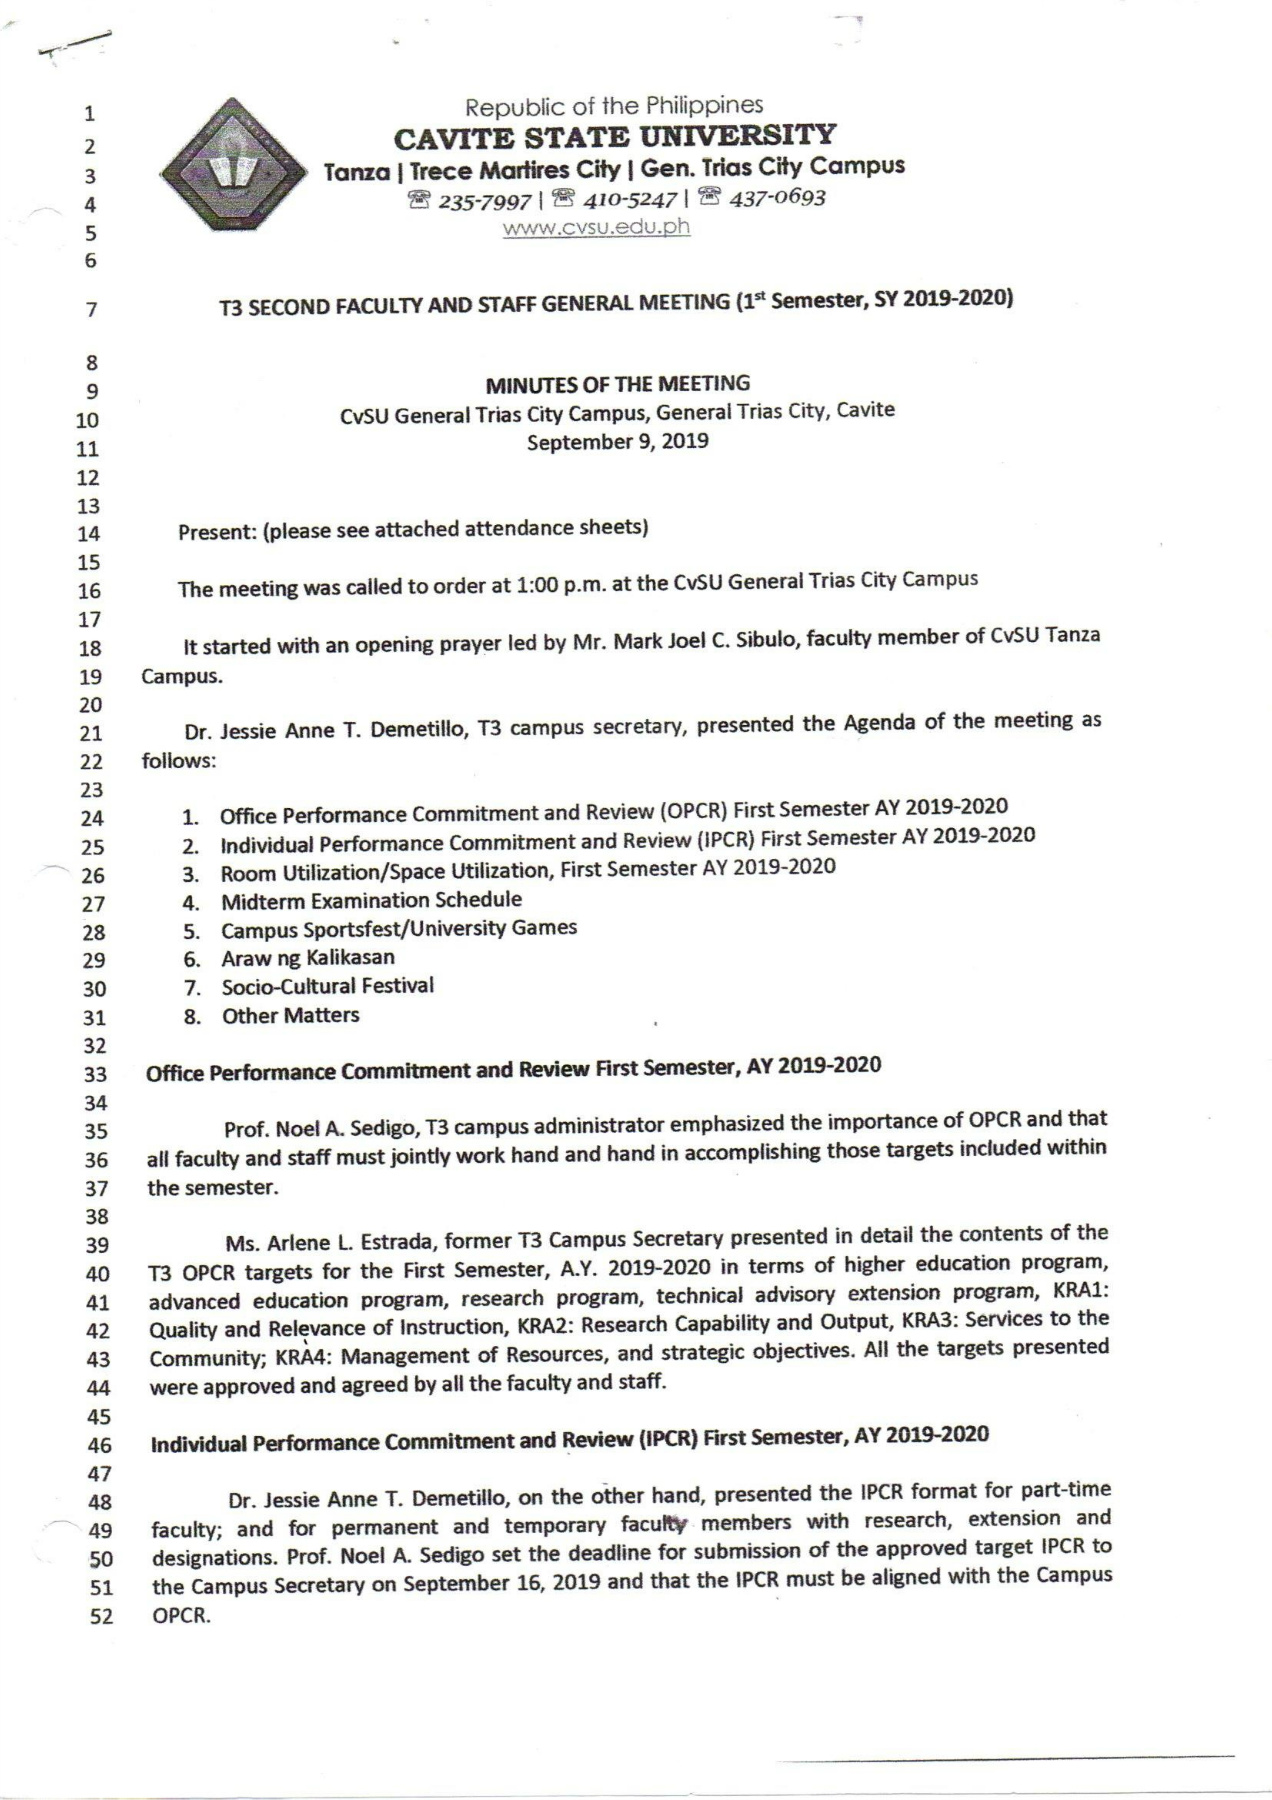 1 Republic of the Philippines
2 CAVITE STATE UNIVERSITY
3 Tanza | Trece Martires City | Gen. Trias City Campus
4 ☎ 235-7997 | ☎ 410-5247 | ☎ 437-0693
5 www.cvsu.edu.ph
6
7 T3 SECOND FACULTY AND STAFF GENERAL MEETING (1st Semester, SY 2019-2020)
8
9 MINUTES OF THE MEETING
10 CvSU General Trias City Campus, General Trias City, Cavite
11 September 9, 2019
12
13
14 Present: (please see attached attendance sheets)
15
16 The meeting was called to order at 1:00 p.m. at the CvSU General Trias City Campus
17
18 It started with an opening prayer led by Mr. Mark Joel C. Sibulo, faculty member of CvSU Tanza
19 Campus.
20
21 Dr. Jessie Anne T. Demetillo, T3 campus secretary, presented the Agenda of the meeting as
22 follows:
23
24 1. Office Performance Commitment and Review (OPCR) First Semester AY 2019-2020
25 2. Individual Performance Commitment and Review (IPCR) First Semester AY 2019-2020
26 3. Room Utilization/Space Utilization, First Semester AY 2019-2020
27 4. Midterm Examination Schedule
28 5. Campus Sportsfest/University Games
29 6. Araw ng Kalikasan
30 7. Socio-Cultural Festival
31 8. Other Matters
32
33 Office Performance Commitment and Review First Semester, AY 2019-2020
34
35 Prof. Noel A. Sedigo, T3 campus administrator emphasized the importance of OPCR and that
36 all faculty and staff must jointly work hand and hand in accomplishing those targets included within
37 the semester.
38
39 Ms. Arlene L. Estrada, former T3 Campus Secretary presented in detail the contents of the
40 T3 OPCR targets for the First Semester, A.Y. 2019-2020 in terms of higher education program,
41 advanced education program, research program, technical advisory extension program, KRA1:
42 Quality and Relevance of Instruction, KRA2: Research Capability and Output, KRA3: Services to the
43 Community; KRA4: Management of Resources, and strategic objectives. All the targets presented
44 were approved and agreed by all the faculty and staff.
45
46 Individual Performance Commitment and Review (IPCR) First Semester, AY 2019-2020
47
48 Dr. Jessie Anne T. Demetillo, on the other hand, presented the IPCR format for part-time
49 faculty; and for permanent and temporary faculty members with research, extension and
50 designations. Prof. Noel A. Sedigo set the deadline for submission of the approved target IPCR to
51 the Campus Secretary on September 16, 2019 and that the IPCR must be aligned with the Campus
52 OPCR.